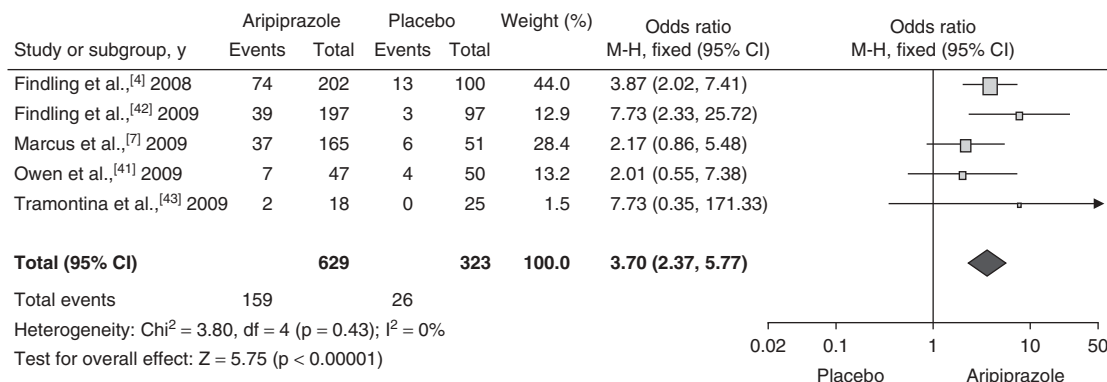 Aripiprazole Placebo Weight (%) Odds ratio Odds ratio
Study or subgroup, y Events Total Events Total M-H, fixed (95% CI) M-H, fixed (95% CI)
Findling et al.,[4] 2008 74 202 13 100 44.0 3.87 (2.02, 7.41)
Findling et al.,[42] 2009 39 197 3 97 12.9 7.73 (2.33, 25.72)
Marcus et al.,[7] 2009 37 165 6 51 28.4 2.17 (0.86, 5.48)
Owen et al.,[41] 2009 7 47 4 50 13.2 2.01 (0.55, 7.38)
Tramontina et al.,[43] 2009 2 18 0 25 1.5 7.73 (0.35, 171.33)
Total (95% CI) 629 323 100.0 3.70 (2.37, 5.77)
Total events 159 26
Heterogeneity: Chi2 = 3.80, df = 4 (p = 0.43); I2 = 0%
Test for overall effect: Z = 5.75 (p < 0.00001)
0.02 0.1 1 10 50
Placebo Aripiprazole